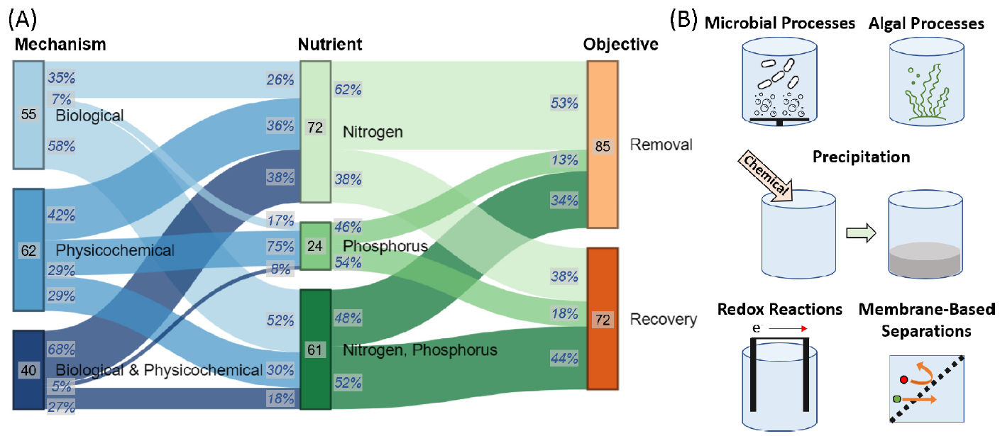 (A)
Mechanism
Nutrient
Objective
35%
7%
55
Biological
58%
42%
62
Physicochemical
29%
29%
68%
40
Biological & Physicochemical
5%
27%
26%
36%
38%
17%
75%
8%
52%
30%
18%
62%
72
Nitrogen
38%
46%
24
Phosphorus
54%
48%
61
Nitrogen, Phosphorus
52%
53%
13%
34%
85
Removal
38%
18%
44%
72
Recovery
(B)
Microbial Processes
Algal Processes
Precipitation
Chemical
Redox Reactions
e-
Membrane-Based
Separations